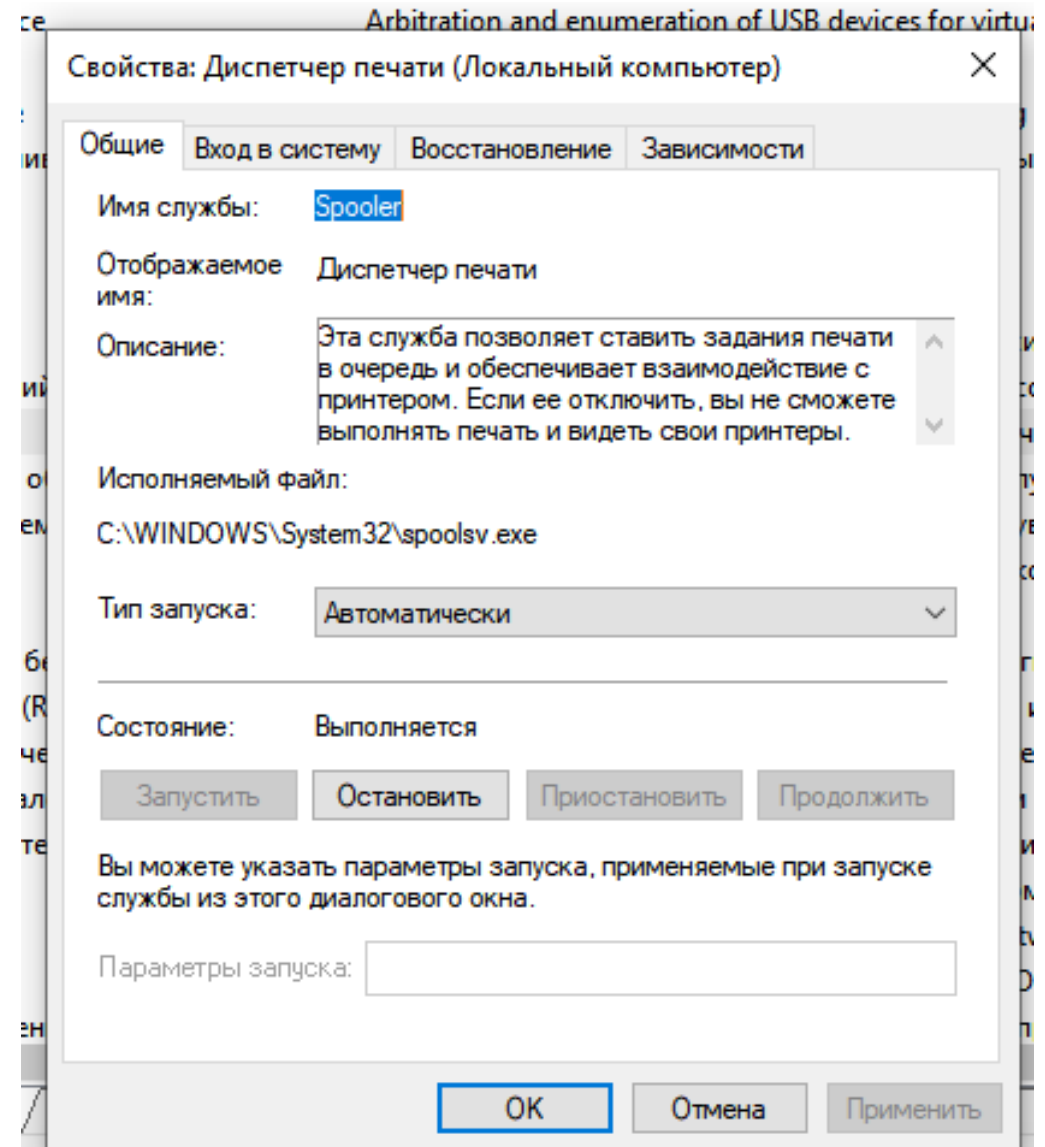 Arbitration and enumeration of USB devices for virtu
Свойства: Диспетчер печати (Локальный компьютер)
Общие Вход в систему Восстановление Зависимости
Имя службы: Spooler
Отображаемое имя: Диспетчер печати
Описание: Эта служба позволяет ставить задания печати
в очередь и обеспечивает взаимодействие с
принтером. Если ее отключить, вы не сможете
выполнять печать и видеть свои принтеры.
Исполняемый файл:
C:\WINDOWS\System32\spoolsv.exe
Тип запуска: Автоматически
Состояние: Выполняется
Запустить Остановить Приостановить Продолжить
Вы можете указать параметры запуска, применяемые при запуске
службы из этого диалогового окна.
Параметры запуска:
OK Отмена Применить